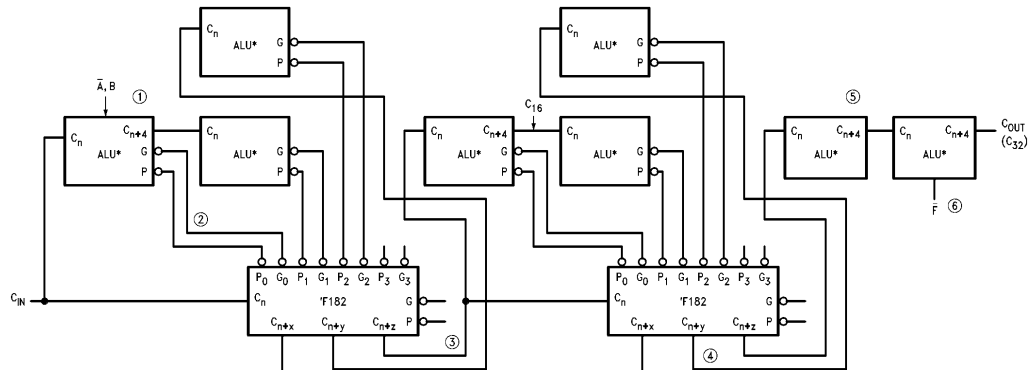 Cn
ALU*
G
P
Cn
ALU*
G
P
Ā, B
①
C16
⑤
Cn
Cn+4
ALU*
G
P
Cn
ALU*
G
P
Cn
Cn+4
ALU*
G
P
Cn
ALU*
G
P
Cn
Cn+4
ALU*
Cn
Cn+4
ALU*
COUT
(C32)
②
F̄
⑥
P0 G0 P1 G1 P2 G2 P3 G3
P0 G0 P1 G1 P2 G2 P3 G3
CIN
Cn
'F182
G
P
Cn+x
Cn+y
Cn+z
③
Cn
'F182
G
P
Cn+x
Cn+y
Cn+z
④